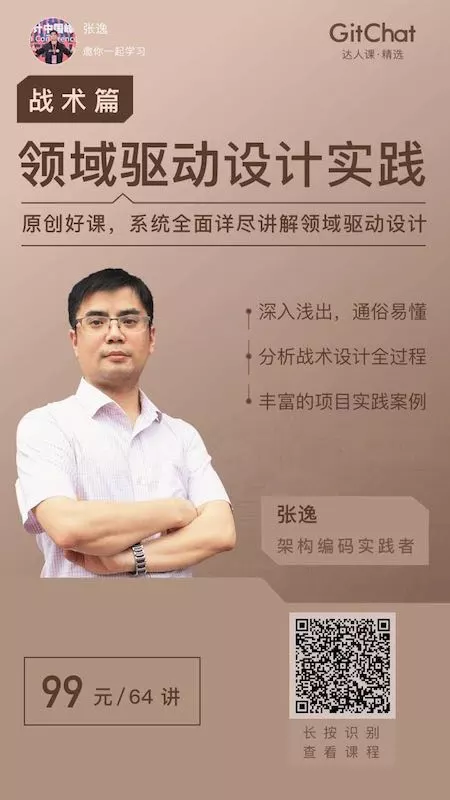 张逸
邀你一起学习
GitChat
达人课·精选
战术篇
领域驱动设计实践
原创好课，系统全面详尽讲解领域驱动设计
深入浅出，通俗易懂
分析战术设计全过程
丰富的项目实践案例
张逸
架构编码实践者
99 元/64 讲
长按识别
查看课程